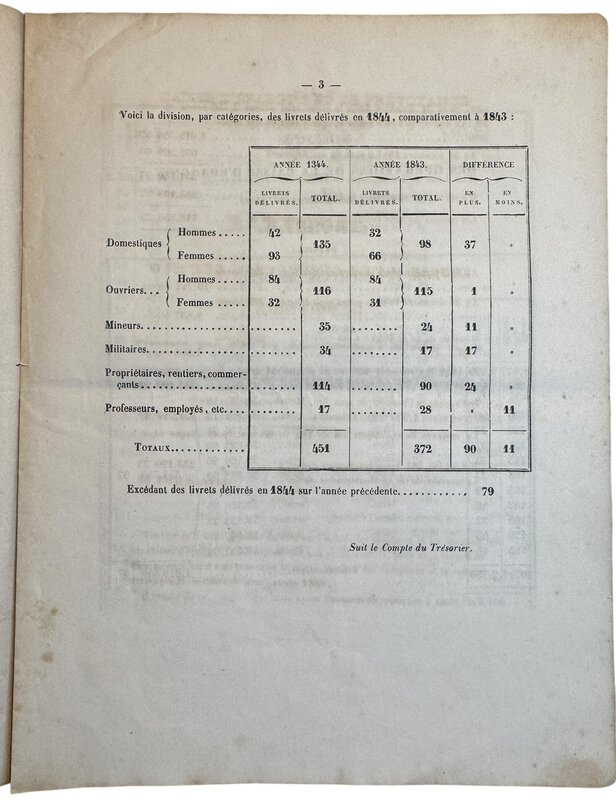 — 3 —
Voici la division, par catégories, des livrets délivrés en 1844, comparativement à 1843 :
ANNÉE 1344. ANNÉE 1843. DIFFÉRENCE
LIVRETS DÉLIVRÉS. TOTAL. LIVRETS DÉLIVRÉS. TOTAL. EN PLUS. EN MOINS.
Domestiques { Hommes ..... 42 } 135 32 } 98 37 »
Femmes ..... 93 66
Ouvriers... { Hommes ..... 84 } 116 84 } 115 1 »
Femmes ..... 32 31
Mineurs........................ ........ 35 ........ 24 11 »
Militaires....................... ........ 34 ........ 17 17 »
Propriétaires, rentiers, commer-
çants..................... ........ 114 ........ 90 24 »
Professeurs, employés, etc.... ........ 17 ........ 28 » 11
TOTAUX............. 451 372 90 11
Excédant des livrets délivrés en 1844 sur l'année précédente............ 79
Suit le Compte du Trésorier.